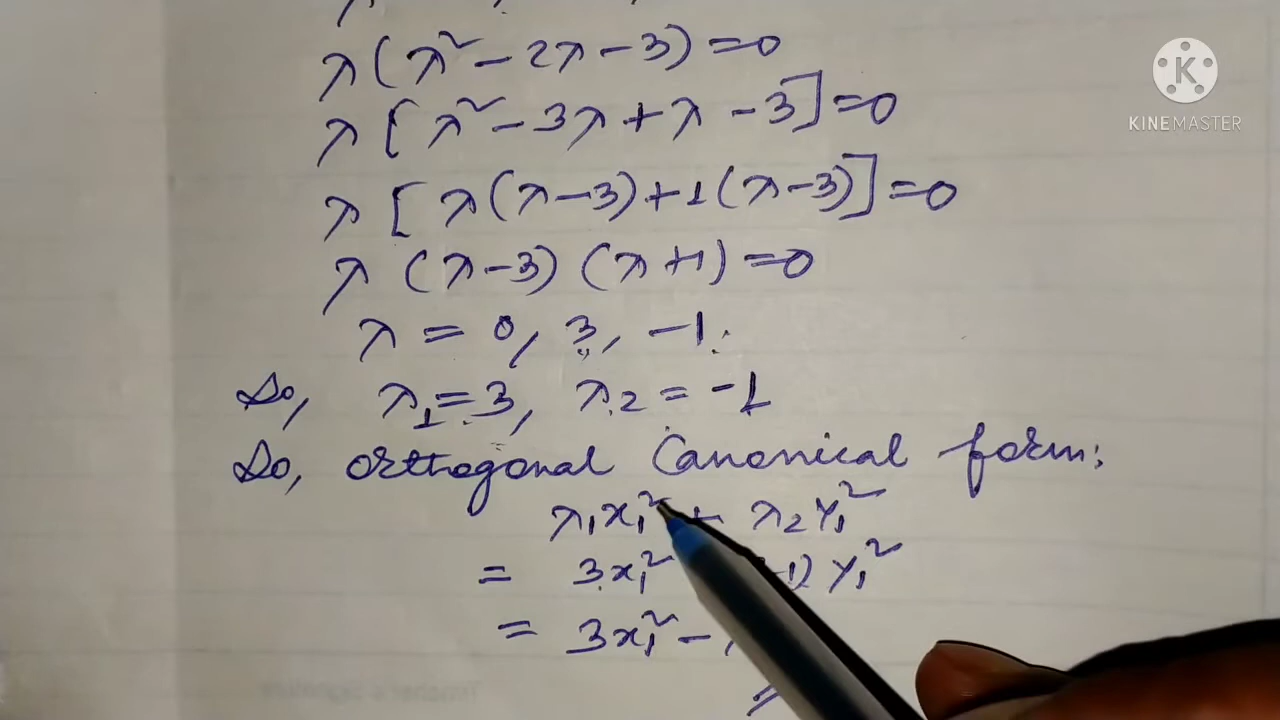 λ(λ² - 2λ - 3) = 0
λ[λ² - 3λ + λ - 3] = 0
λ[λ(λ-3) + 1(λ-3)] = 0
λ (λ-3) (λ+1) = 0
λ = 0, 3, -1.
So, λ₁ = 3, λ₂ = -1
So, orthogonal Canonical form:
λ₁x₁² + λ₂y₁²
= 3x₁² -1) y₁²
= 3x₁² -
=
K
KINEMASTER